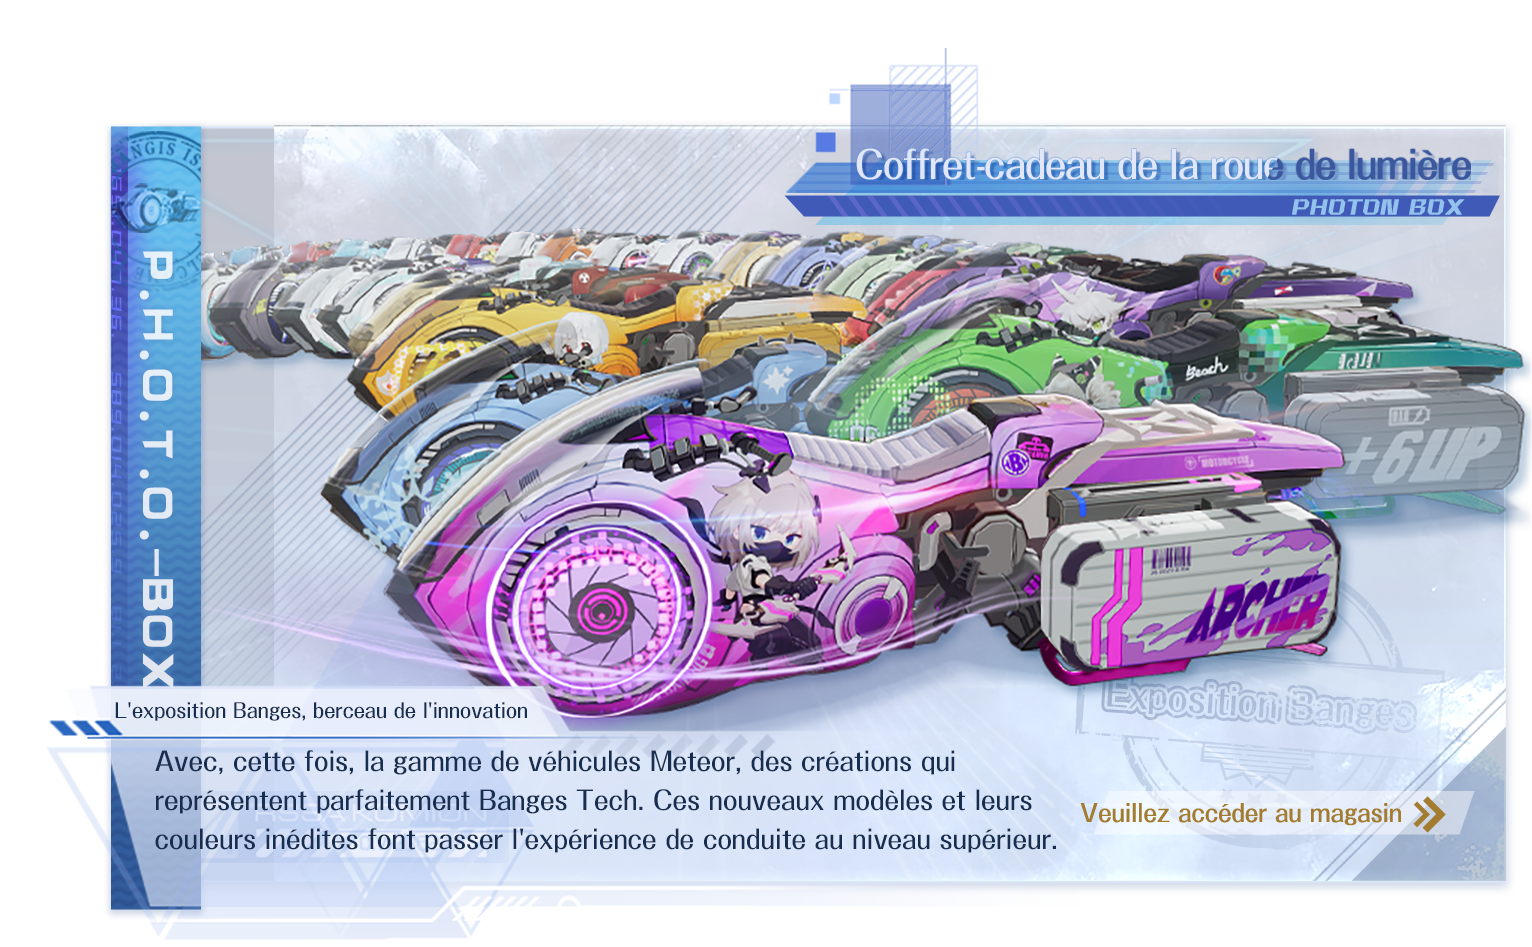 Coffret-cadeau de la roue de lumière
PHOTON BOX
P.H.O.T.O.-BOX
Beach
+6UP
MOTORCYCLE
B
ARCHER
Exposition Banges
L'exposition Banges, berceau de l'innovation
Avec, cette fois, la gamme de véhicules Meteor, des créations qui
représentent parfaitement Banges Tech. Ces nouveaux modèles et leurs
couleurs inédites font passer l'expérience de conduite au niveau supérieur.
Veuillez accéder au magasin